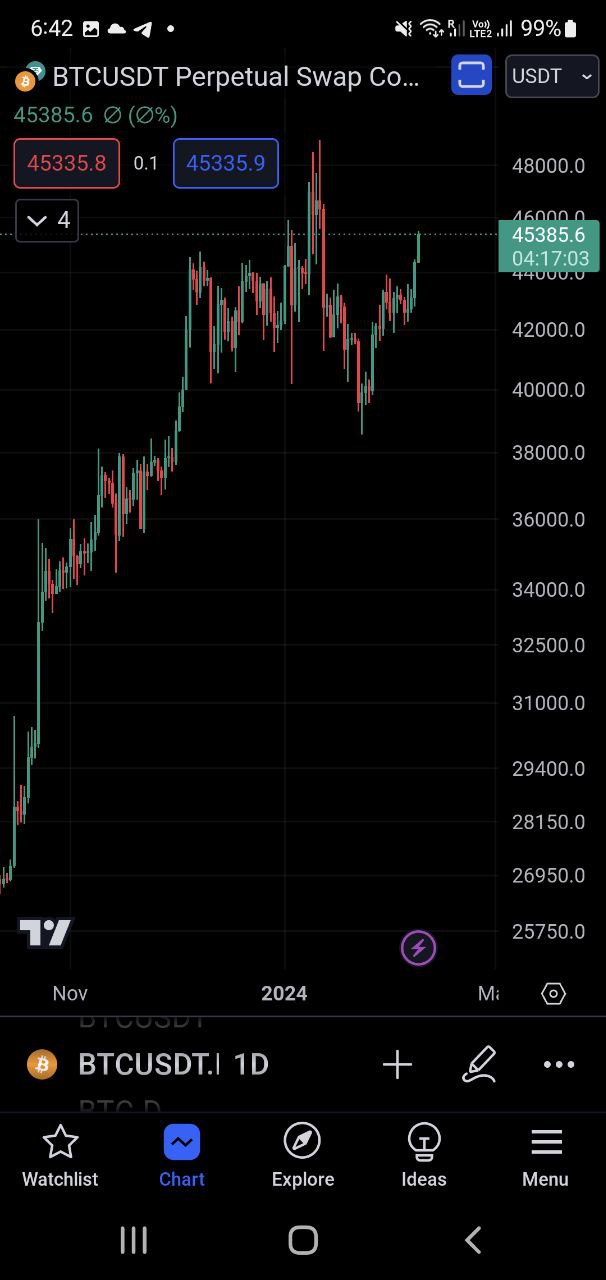 6:42 R Vo)) LTE2 99%
BTCUSDT Perpetual Swap Co... USDT
45385.6 ∅ (∅%)
45335.8 0.1 45335.9
4
48000.0
46000.0
45385.6
04:17:03
44000.0
42000.0
40000.0
38000.0
36000.0
34000.0
32500.0
31000.0
29400.0
28150.0
26950.0
25750.0
Nov 2024
BTCUSDT
BTCUSDT. 1D
BTC.D
Watchlist Chart Explore Ideas Menu